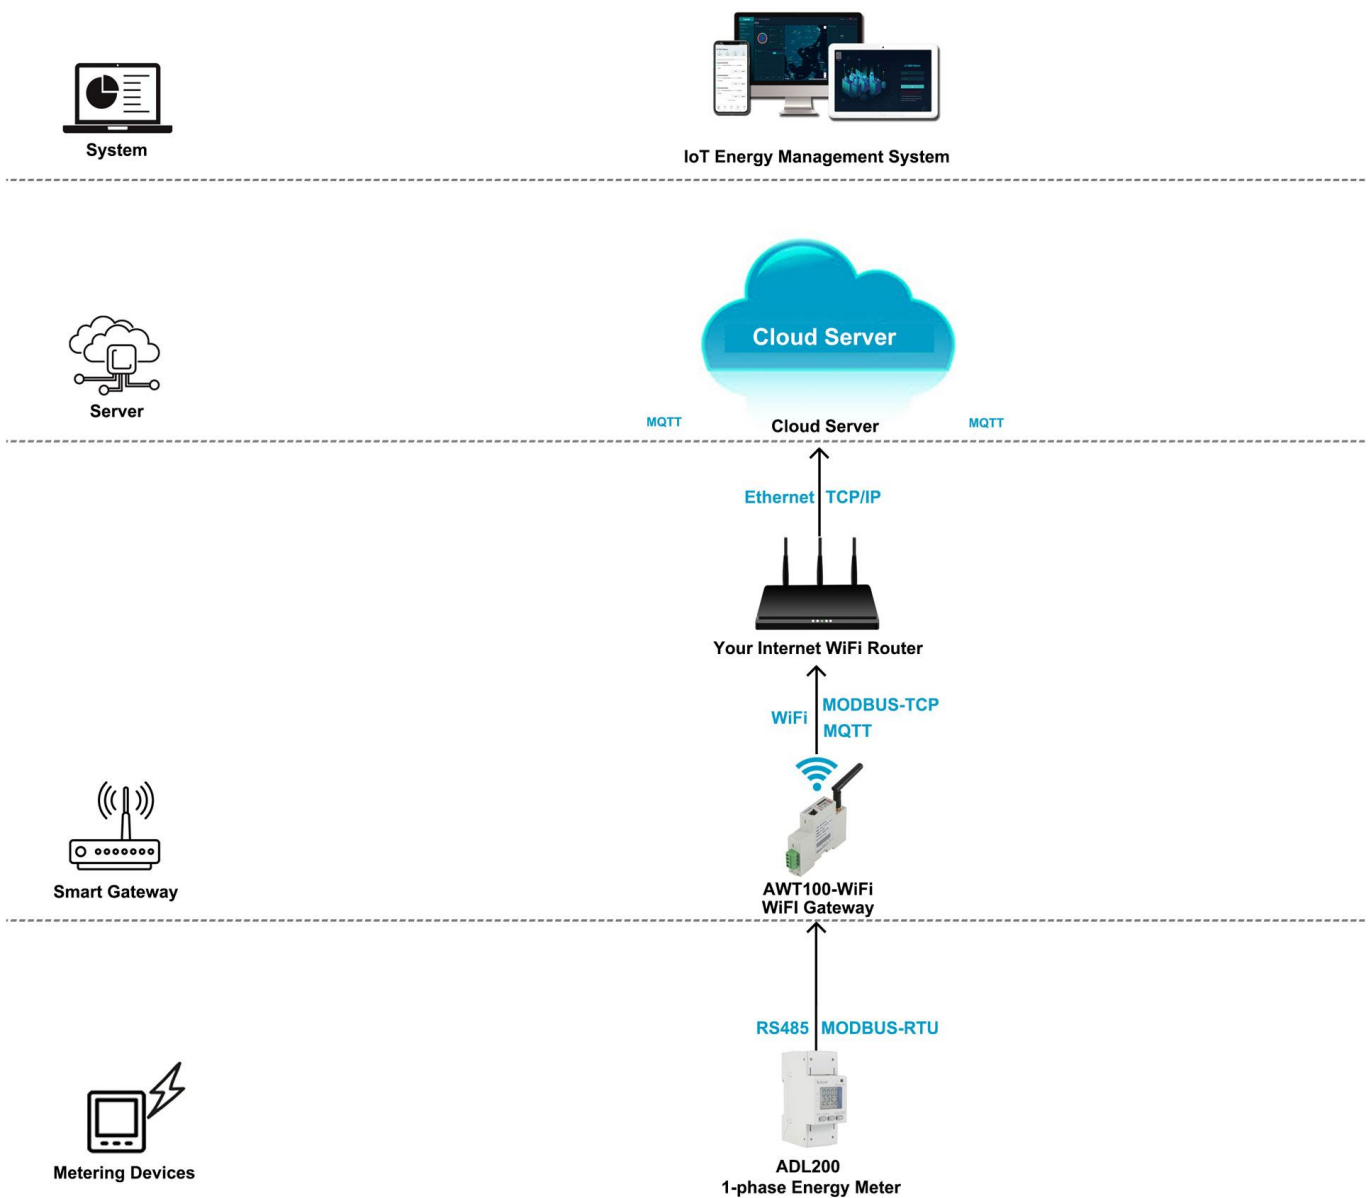 System
IoT Energy Management System
Cloud Server
Server
MQTT
Cloud Server
MQTT
Ethernet TCP/IP
Your Internet WiFi Router
WiFi
MODBUS-TCP
MQTT
Smart Gateway
AWT100-WiFi
WiFI Gateway
RS485 MODBUS-RTU
Metering Devices
ADL200
1-phase Energy Meter